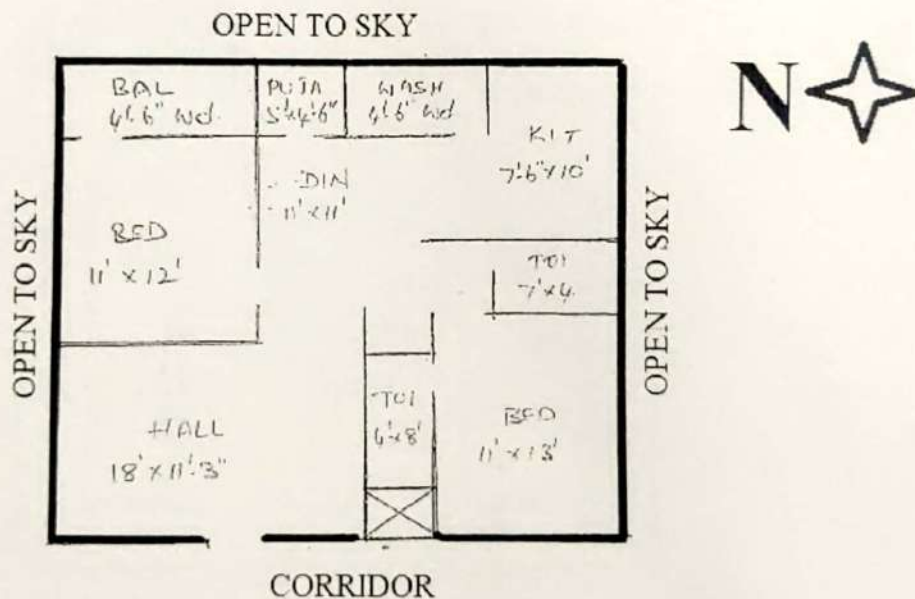 OPEN TO SKY
N
BAL
4'-6" Wd.
PUJA
5'x4'-6"
WASH
4'-6" Wd.
KIT
7'-6"x10'
DIN
11'x11'
BED
11' x 12'
TOI
7'x4
OPEN TO SKY
OPEN TO SKY
HALL
18' x 11'-3"
TOI
4'x8'
BED
11' x 13'
CORRIDOR